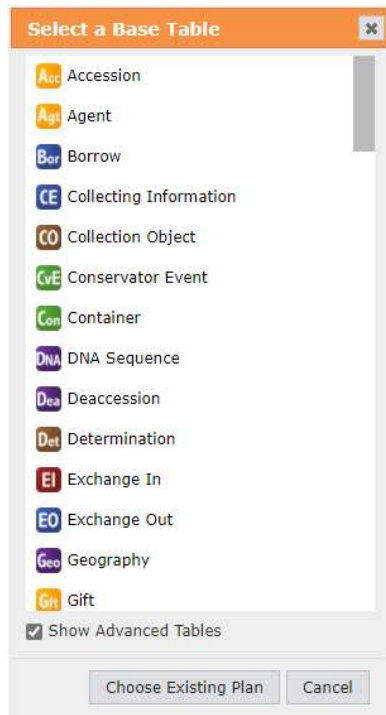 Select a Base Table
Acc Accession
Agt Agent
Bor Borrow
CE Collecting Information
CO Collection Object
CvE Conservator Event
Con Container
DNA DNA Sequence
Dea Deaccession
Det Determination
EI Exchange In
EO Exchange Out
Geo Geography
Gft Gift
Show Advanced Tables
Choose Existing Plan Cancel